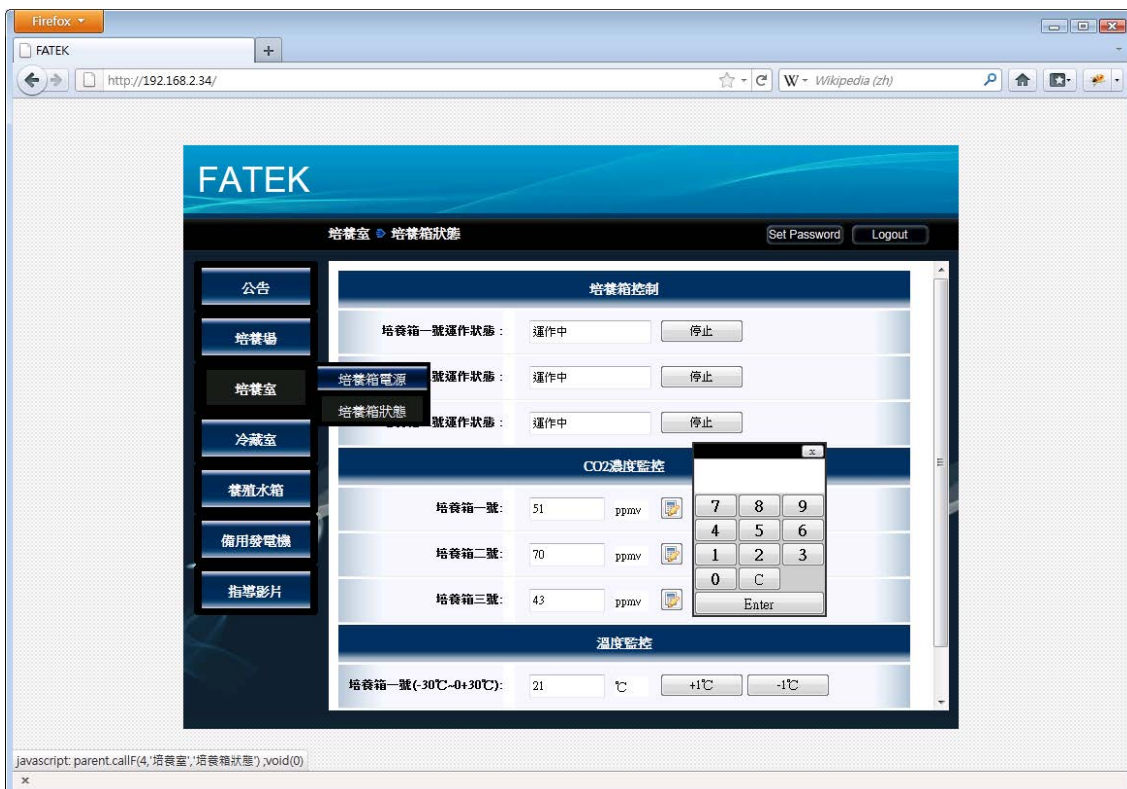 Firefox
FATEK
+
http://192.168.2.34/
W Wikipedia (zh)
FATEK
培養室 培養箱狀態
Set Password
Logout
公告
培養場
培養室
冷藏室
養殖水箱
備用發電機
指導影片
培養箱電源
培養箱狀態
培養箱控制
培養箱一號運作狀態 : 運作中 停止
號運作狀態 : 運作中 停止
號運作狀態 : 運作中 停止
CO2濃度監控
培養箱一號: 51 ppmv
培養箱二號: 70 ppmv
培養箱三號: 43 ppmv
x
7 8 9
4 5 6
1 2 3
0 C
Enter
溫度監控
培養箱一號(-30℃~0+30℃): 21 ℃ +1℃ -1℃
javascript: parent.callF(4,'培養室','培養箱狀態') ;void(0)
x